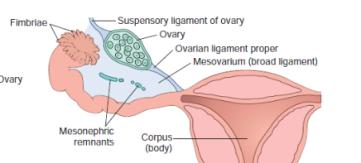 Fimbriae
Suspensory ligament of ovary
Ovary
Ovarian ligament proper
Mesovarium (broad ligament)
Ovary
Mesonephric
remnants
Corpus
(body)